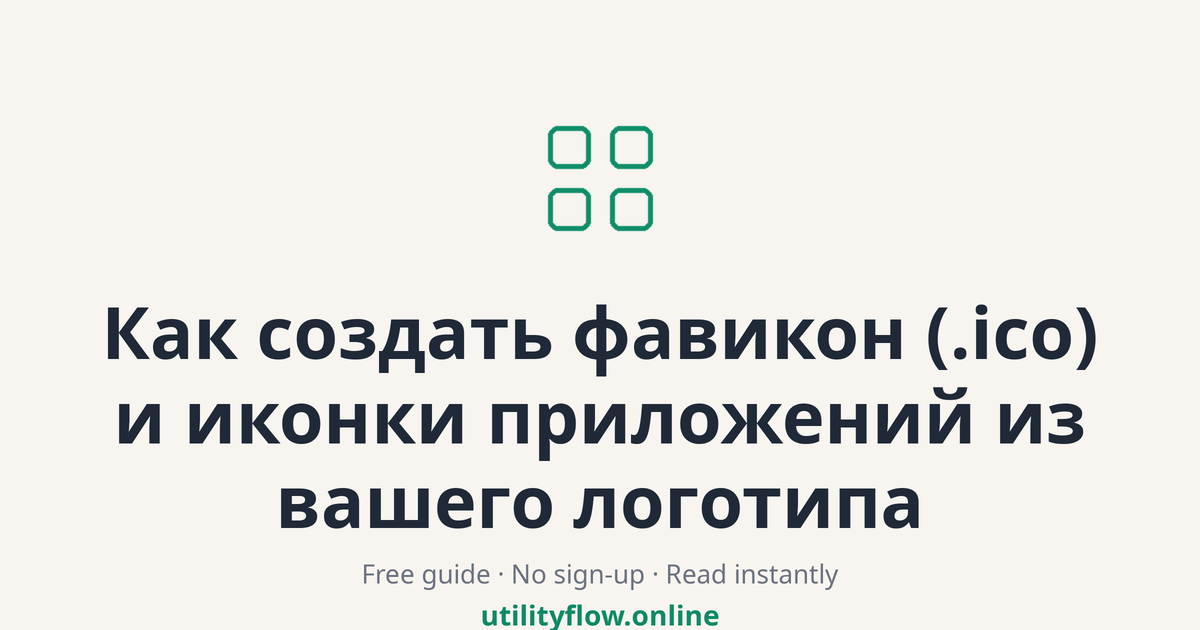 Как создать фавикон (.ico)
и иконки приложений из
вашего логотипа
Free guide · No sign-up · Read instantly
utilityflow.online